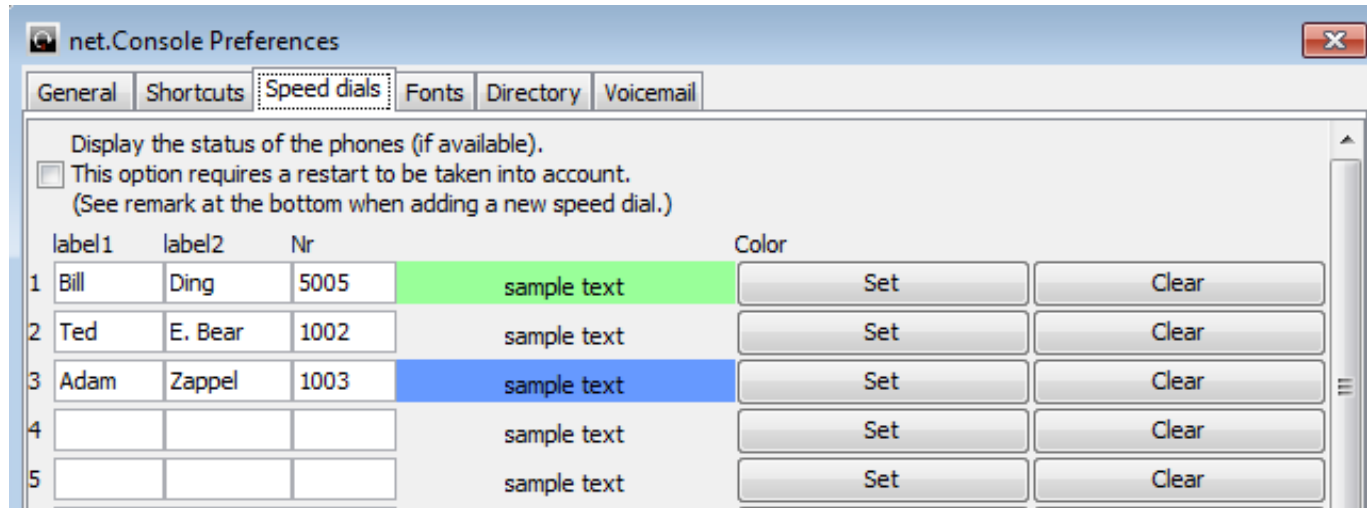 net.Console Preferences
General Shortcuts Speed dials Fonts Directory Voicemail
Display the status of the phones (if available).
This option requires a restart to be taken into account.
(See remark at the bottom when adding a new speed dial.)
label1 label2 Nr Color
1 Bill Ding 5005 sample text Set Clear
2 Ted E. Bear 1002 sample text Set Clear
3 Adam Zappel 1003 sample text Set Clear
4 sample text Set Clear
5 sample text Set Clear